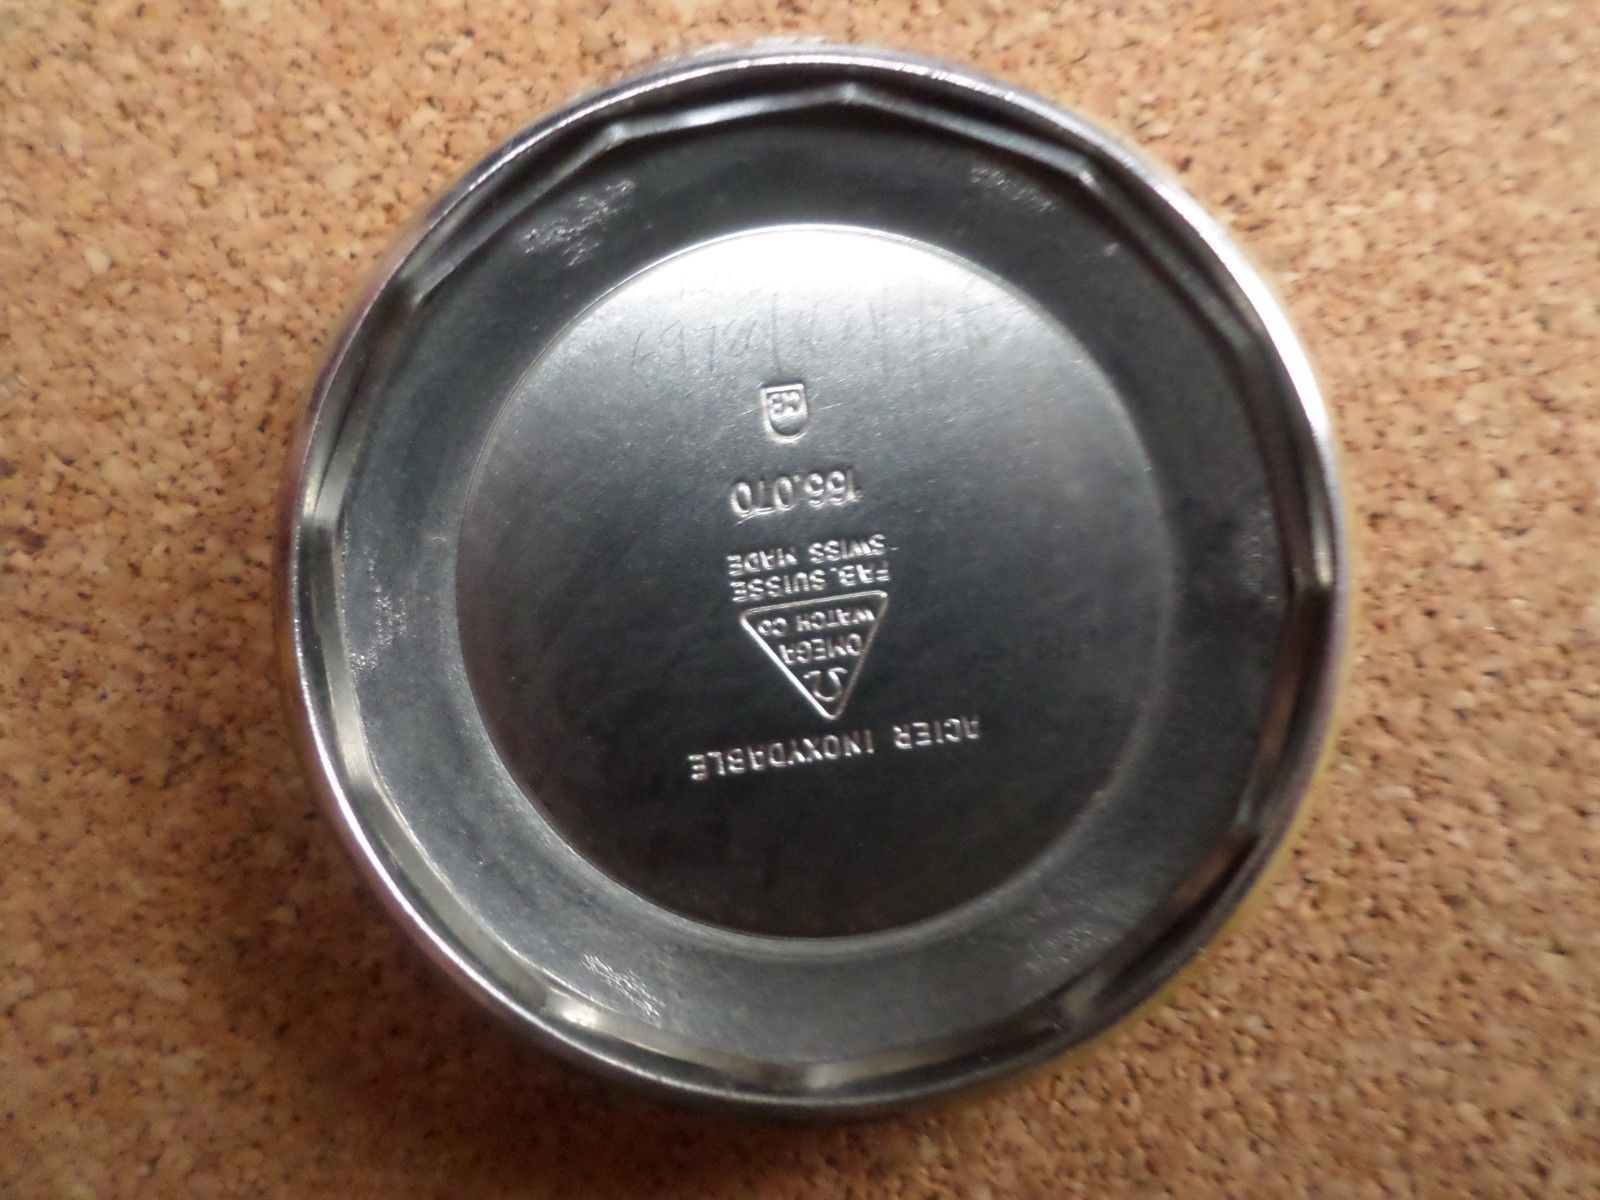 ACIER INOXYDABLE
Ω
OMEGA
WATCH Co
FAB. SUISSE
SWISS MADE
166.070